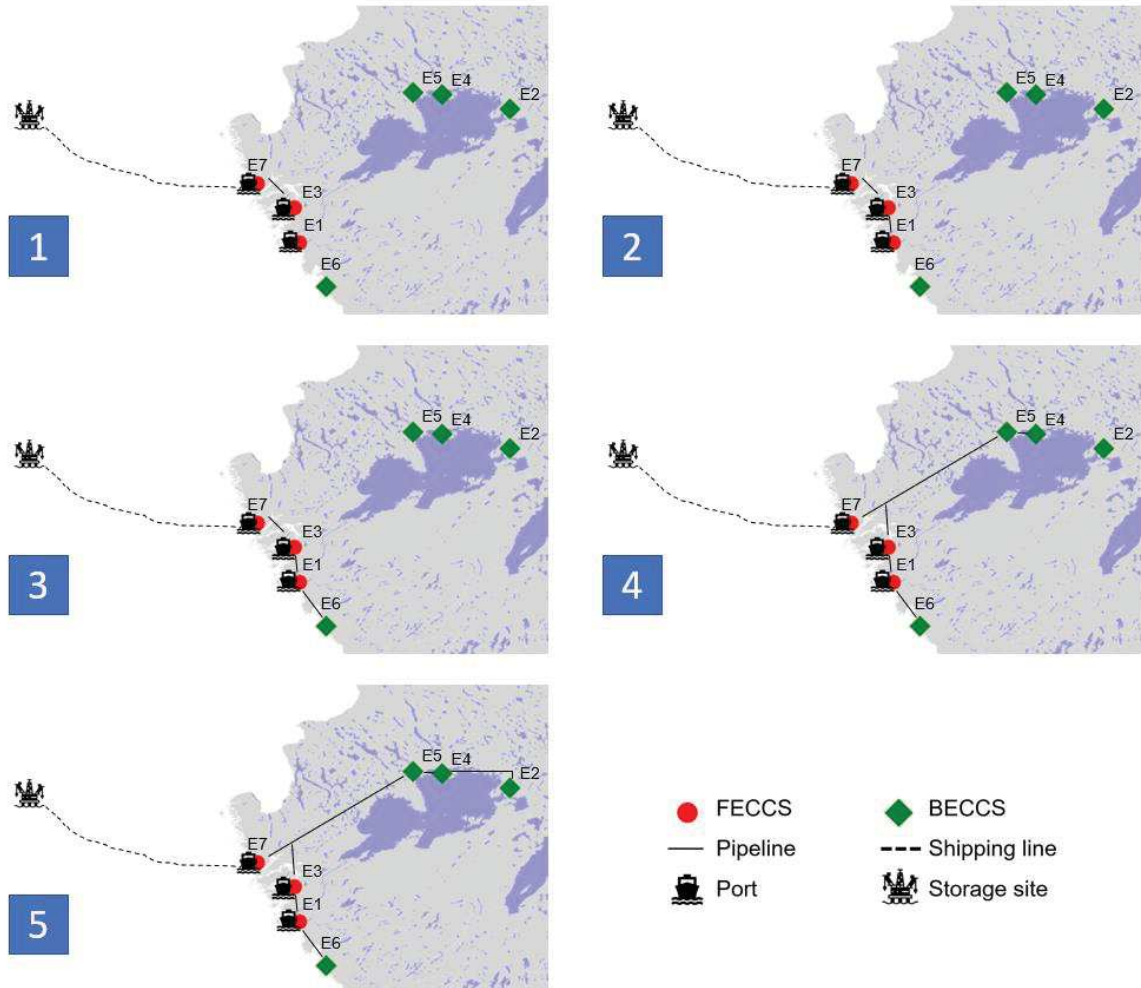 E5 E4
E2
E7
E3
E1
E6
1
E5 E4
E2
E7
E3
E1
E6
2
E5 E4
E2
E7
E3
E1
E6
3
E5 E4
E2
E7
E3
E1
E6
4
E5 E4
E2
E7
E3
E1
E6
5
FECCS BECCS
Pipeline Shipping line
Port Storage site